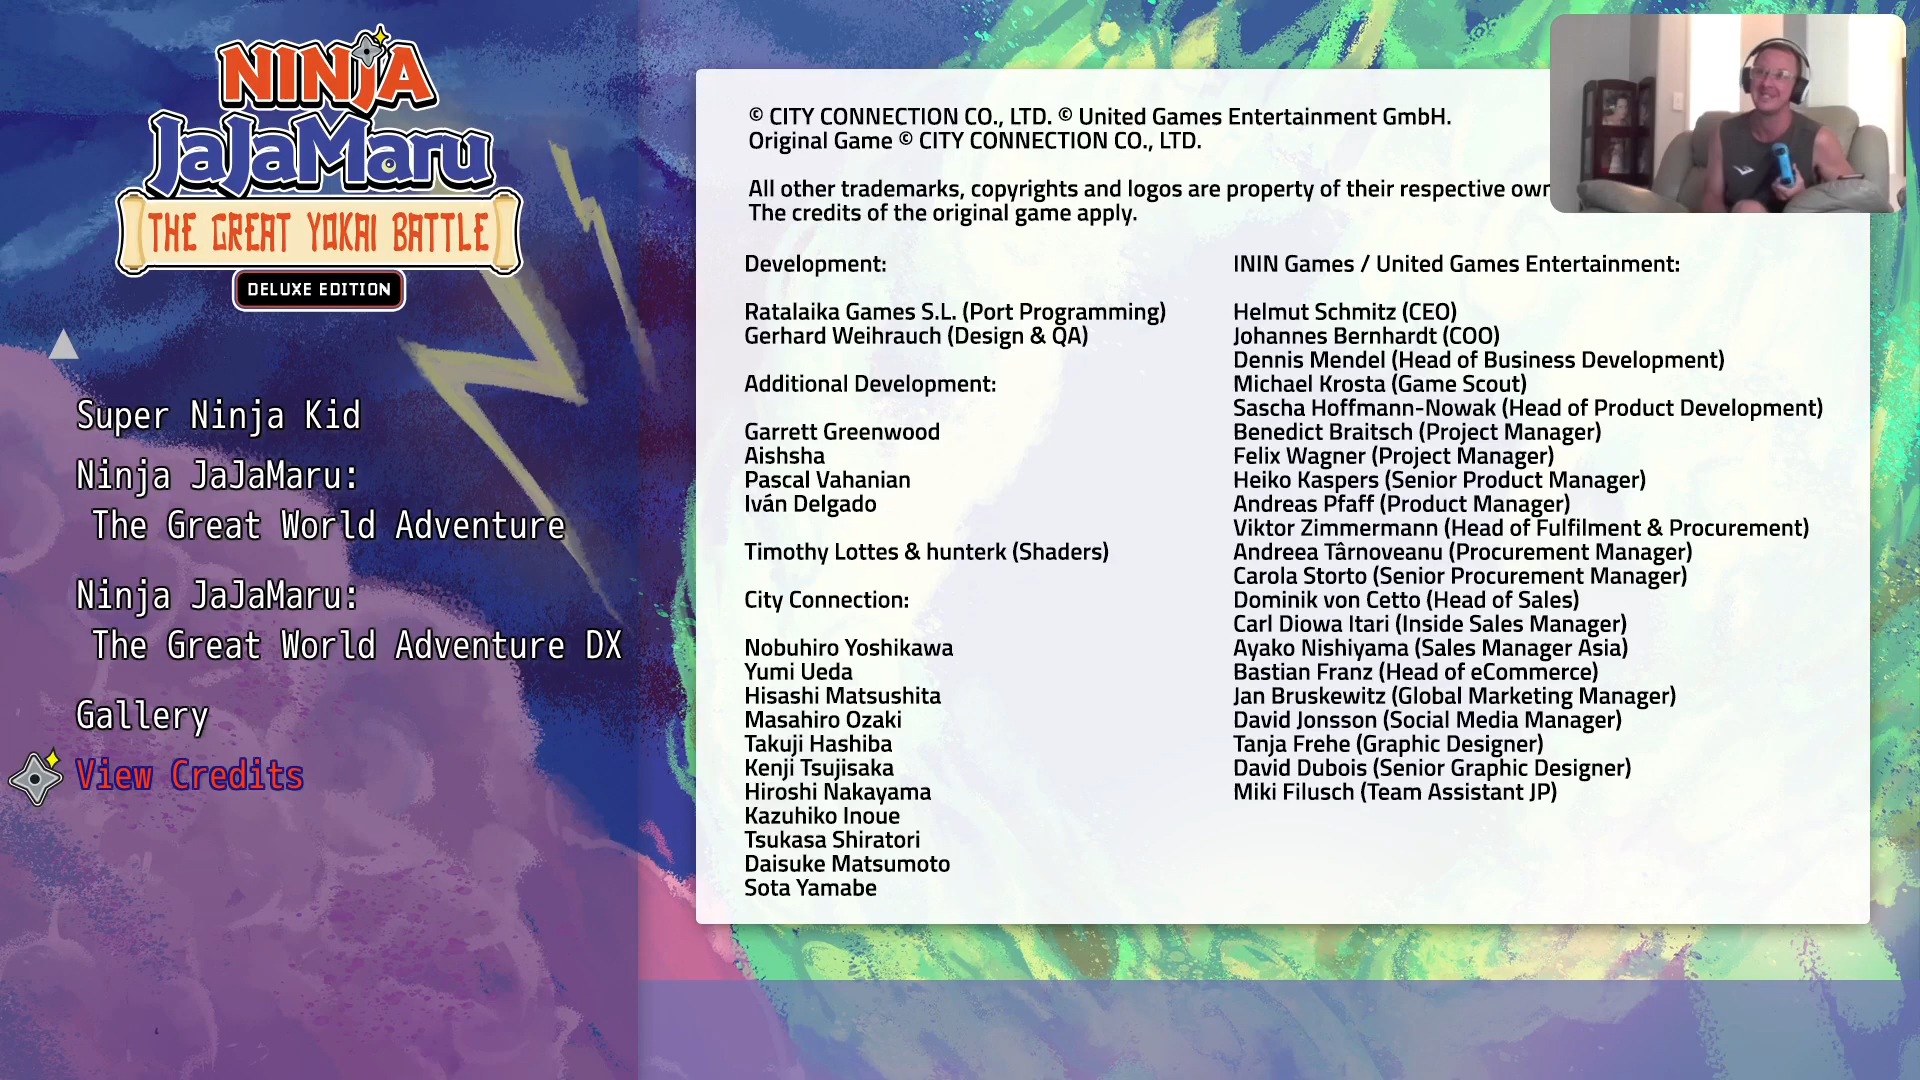 NINJA
JaJaMaru
THE GREAT YOKAI BATTLE
DELUXE EDITION
Super Ninja Kid
Ninja JaJaMaru:
The Great World Adventure
Ninja JaJaMaru:
The Great World Adventure DX
Gallery
View Credits
© CITY CONNECTION CO., LTD. © United Games Entertainment GmbH.
Original Game © CITY CONNECTION CO., LTD.
All other trademarks, copyrights and logos are property of their respective
The credits of the original game apply.
Development:
Ratalaika Games S.L. (Port Programming)
Gerhard Weihrauch (Design & QA)
Additional Development:
Garrett Greenwood
Aishsha
Pascal Vahanian
Iván Delgado
Timothy Lottes & hunterk (Shaders)
City Connection:
Nobuhiro Yoshikawa
Yumi Ueda
Hisashi Matsushita
Masahiro Ozaki
Takuji Hashiba
Kenji Tsujisaka
Hiroshi Nakayama
Kazuhiko Inoue
Tsukasa Shiratori
Daisuke Matsumoto
Sota Yamabe
ININ Games / United Games Entertainment:
Helmut Schmitz (CEO)
Johannes Bernhardt (COO)
Dennis Mendel (Head of Business Development)
Michael Krosta (Game Scout)
Sascha Hoffmann-Nowak (Head of Product Development)
Benedict Braitsch (Project Manager)
Felix Wagner (Project Manager)
Heiko Kaspers (Senior Product Manager)
Andreas Pfaff (Product Manager)
Viktor Zimmermann (Head of Fulfilment & Procurement)
Andreea Târnoveanu (Procurement Manager)
Carola Storto (Senior Procurement Manager)
Dominik von Cetto (Head of Sales)
Carl Diowa Itari (Inside Sales Manager)
Ayako Nishiyama (Sales Manager Asia)
Bastian Franz (Head of eCommerce)
Jan Bruskewitz (Global Marketing Manager)
David Jonsson (Social Media Manager)
Tanja Frehe (Graphic Designer)
David Dubois (Senior Graphic Designer)
Miki Filusch (Team Assistant JP)